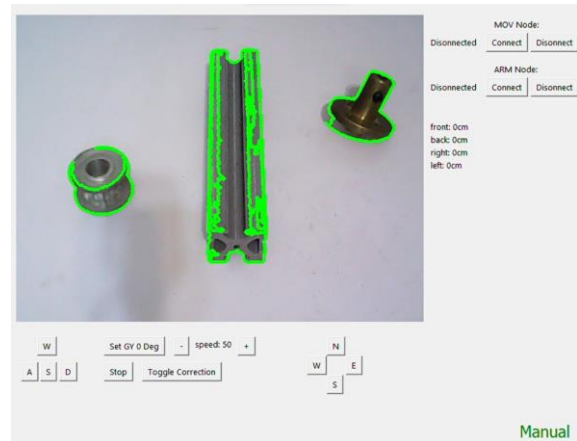 MOV Node:
Disconnected Connect Disconnect
ARM Node:
Disconnected Connect Disconnect
front: 0cm
back: 0cm
right: 0cm
left: 0cm
W Set GY 0 Deg - speed: 50 + N
A S D Stop Toggle Correction W E
S
Manual